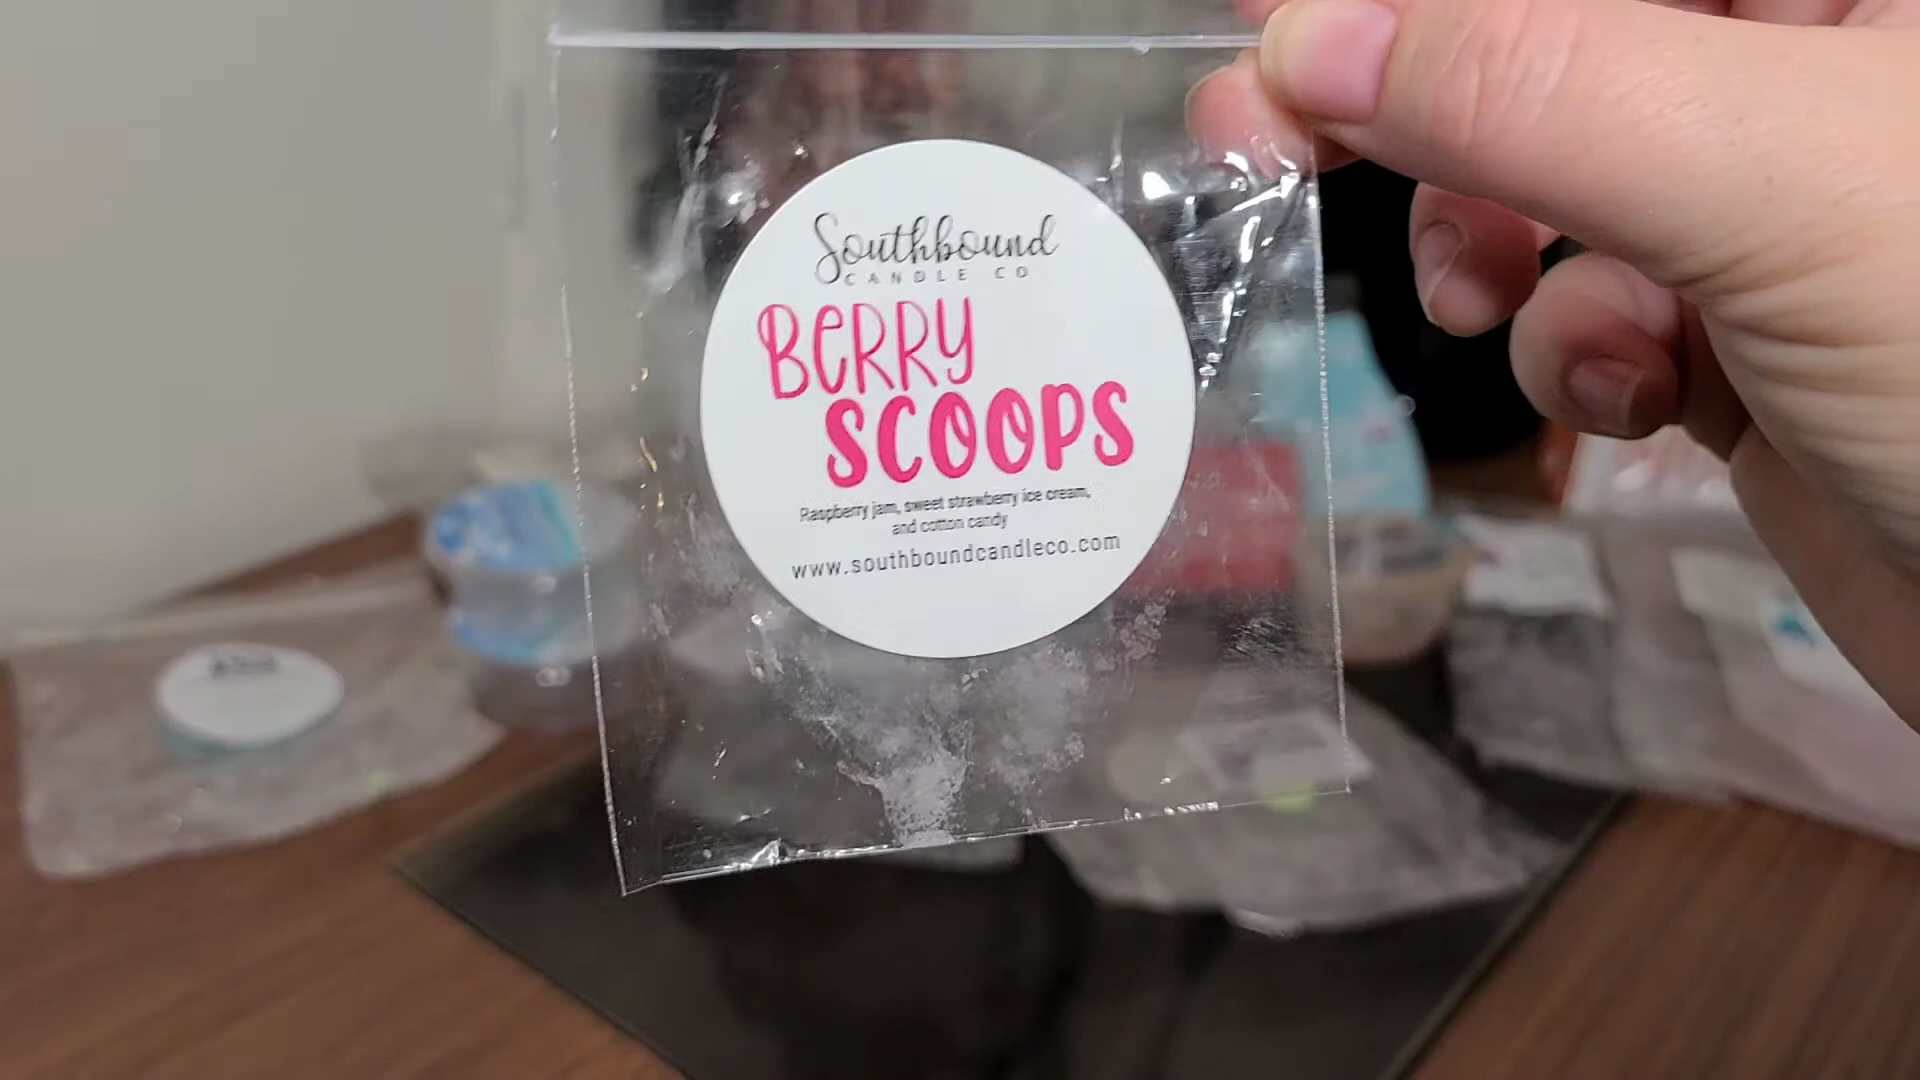 Southbound
CANDLE CO
BERRY
SCOOPS
Raspberry jam, sweet strawberry ice cream,
and cotton candy
www.southboundcandleco.com